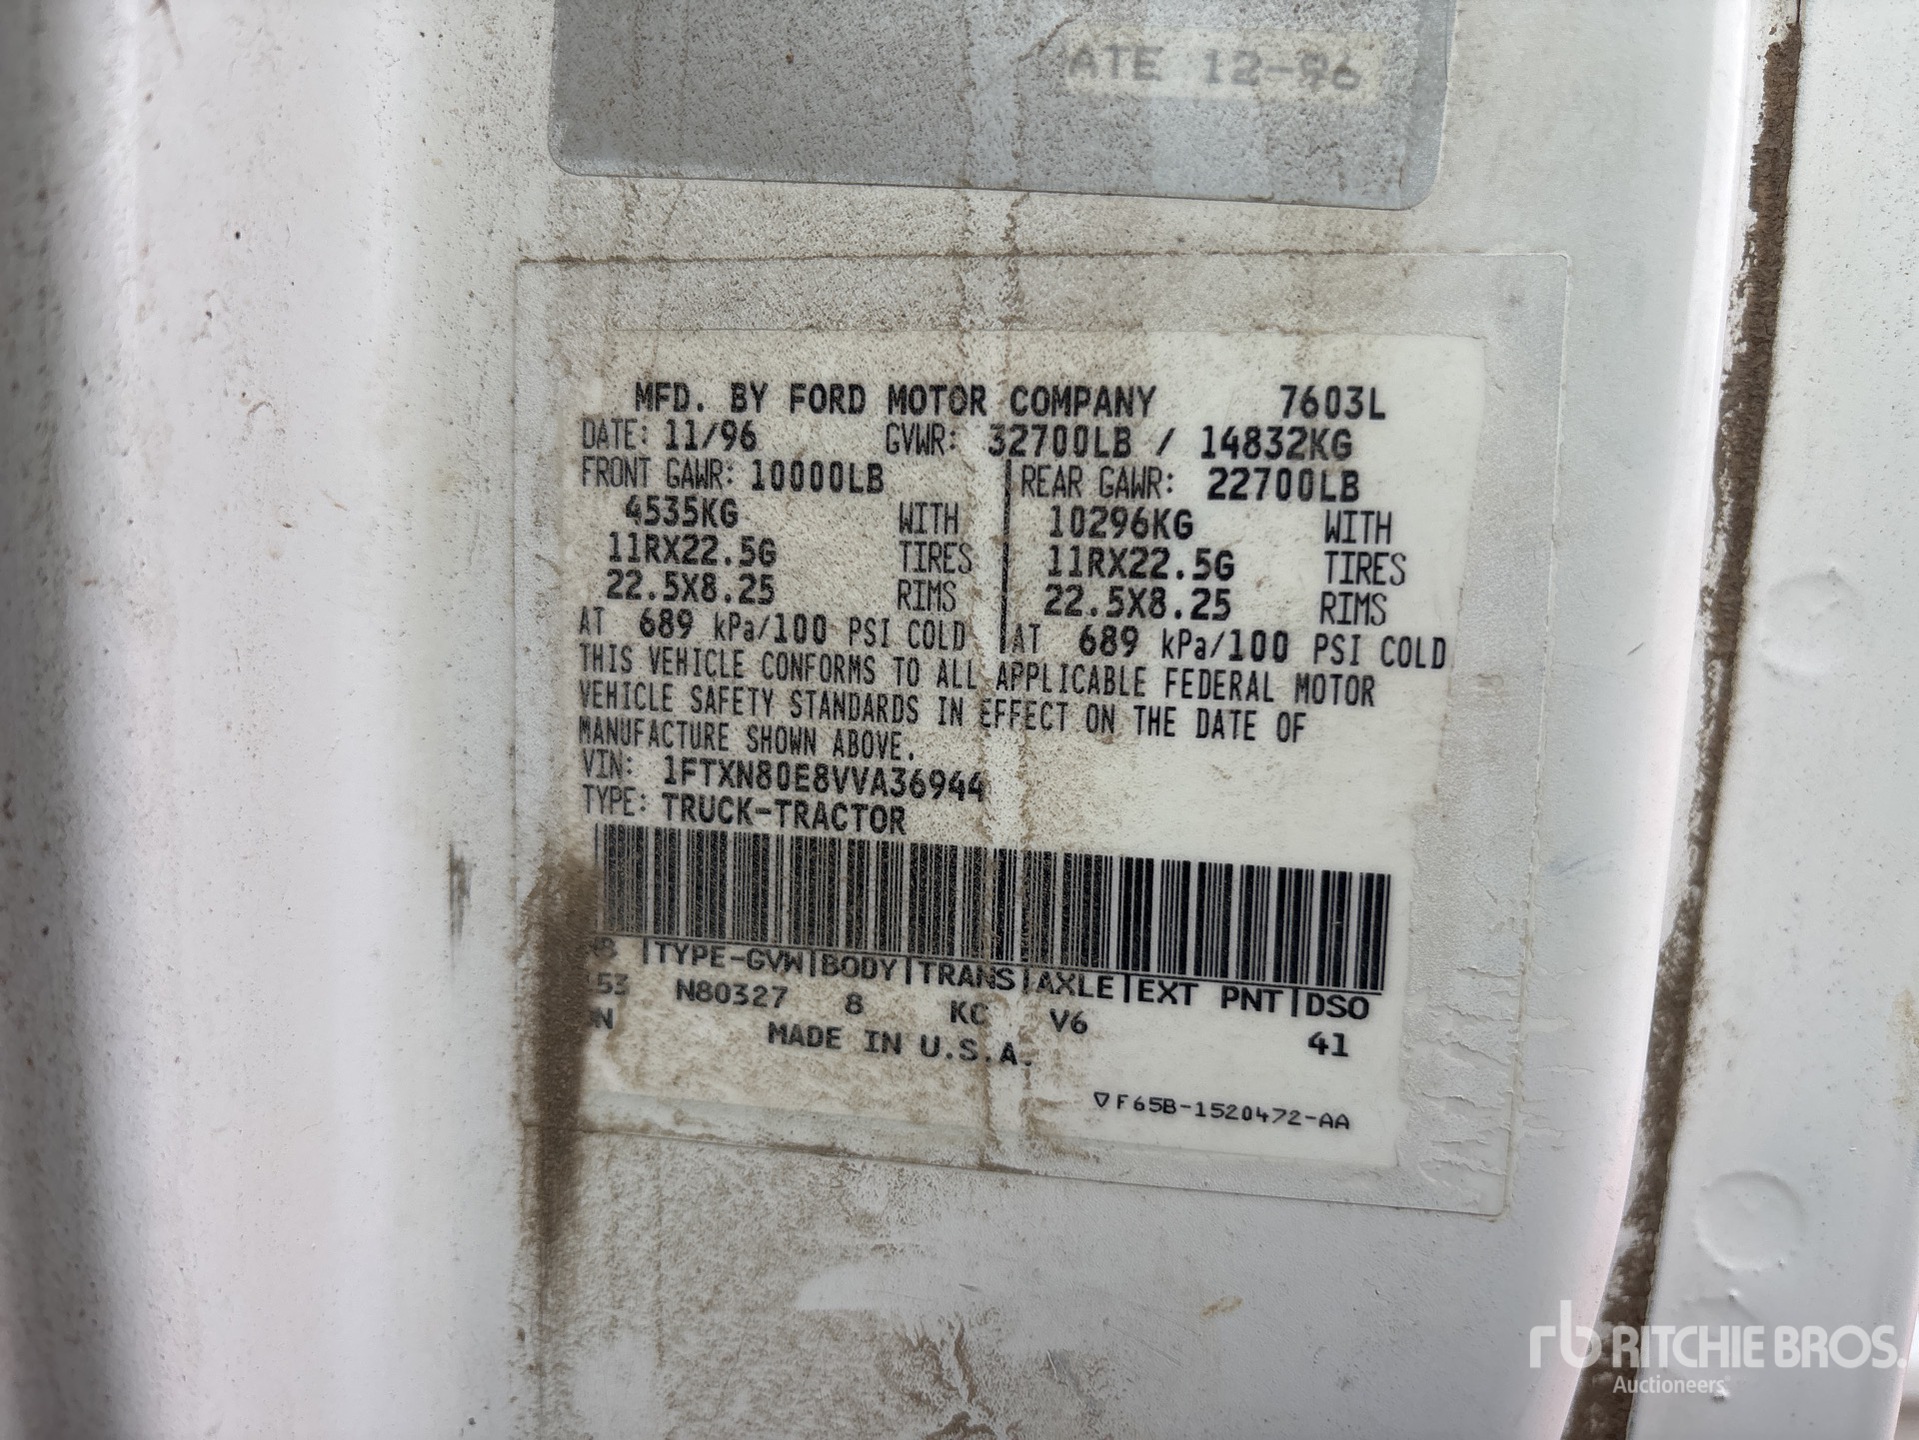 ATE 12-96
MFD. BY FORD MOTOR COMPANY 7603L
DATE: 11/96 GVWR: 32700LB / 14832KG
FRONT GAWR: 10000LB REAR GAWR: 22700LB
4535KG WITH 10296KG WITH
11RX22.5G TIRES 11RX22.5G TIRES
22.5X8.25 RIMS 22.5X8.25 RIMS
AT 689 kPa/100 PSI COLD AT 689 kPa/100 PSI COLD
THIS VEHICLE CONFORMS TO ALL APPLICABLE FEDERAL MOTOR
VEHICLE SAFETY STANDARDS IN EFFECT ON THE DATE OF
MANUFACTURE SHOWN ABOVE.
VIN: 1FTXN80E8VVA36944
TYPE: TRUCK-TRACTOR
TYPE-GVW|BODY|TRANS|AXLE|EXT PNT|DSO
53 N80327 8 KC V6 41
MADE IN U.S.A.
F65B-1520472-AA
rb RITCHIE BROS.
Auctioneers